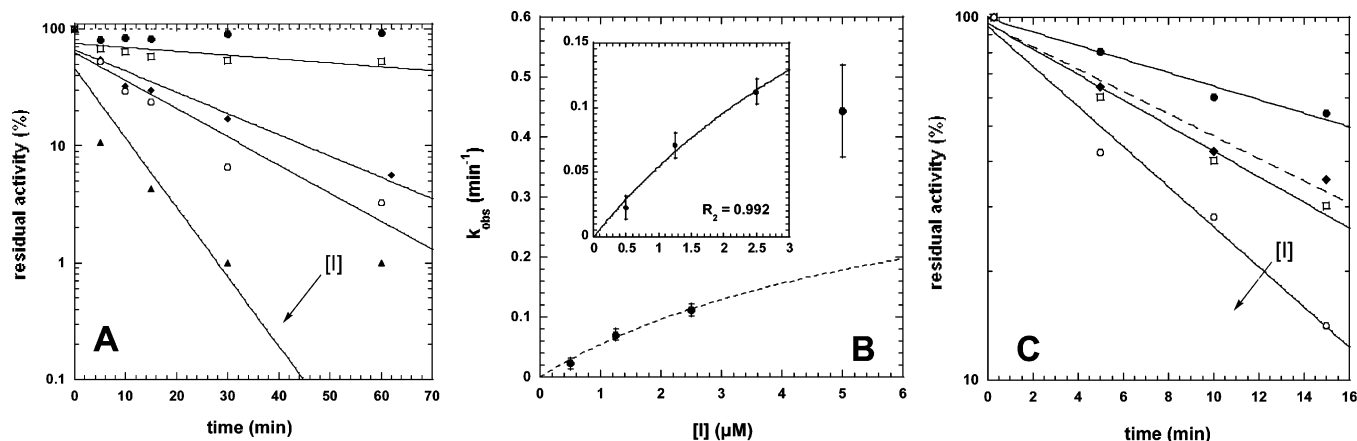 100
10
1
0.1
residual activity (%)
0 10 20 30 40 50 60 70
time (min)
[I]
A
0.6
0.5
0.4
0.3
0.2
0.1
0
k_obs (min⁻¹)
0.15
0.1
0.05
0
0 0.5 1 1.5 2 2.5 3
R₂ = 0.992
B
0 1 2 3 4 5 6
[I] (μM)
100
10
residual activity (%)
[I]
C
0 2 4 6 8 10 12 14 16
time (min)